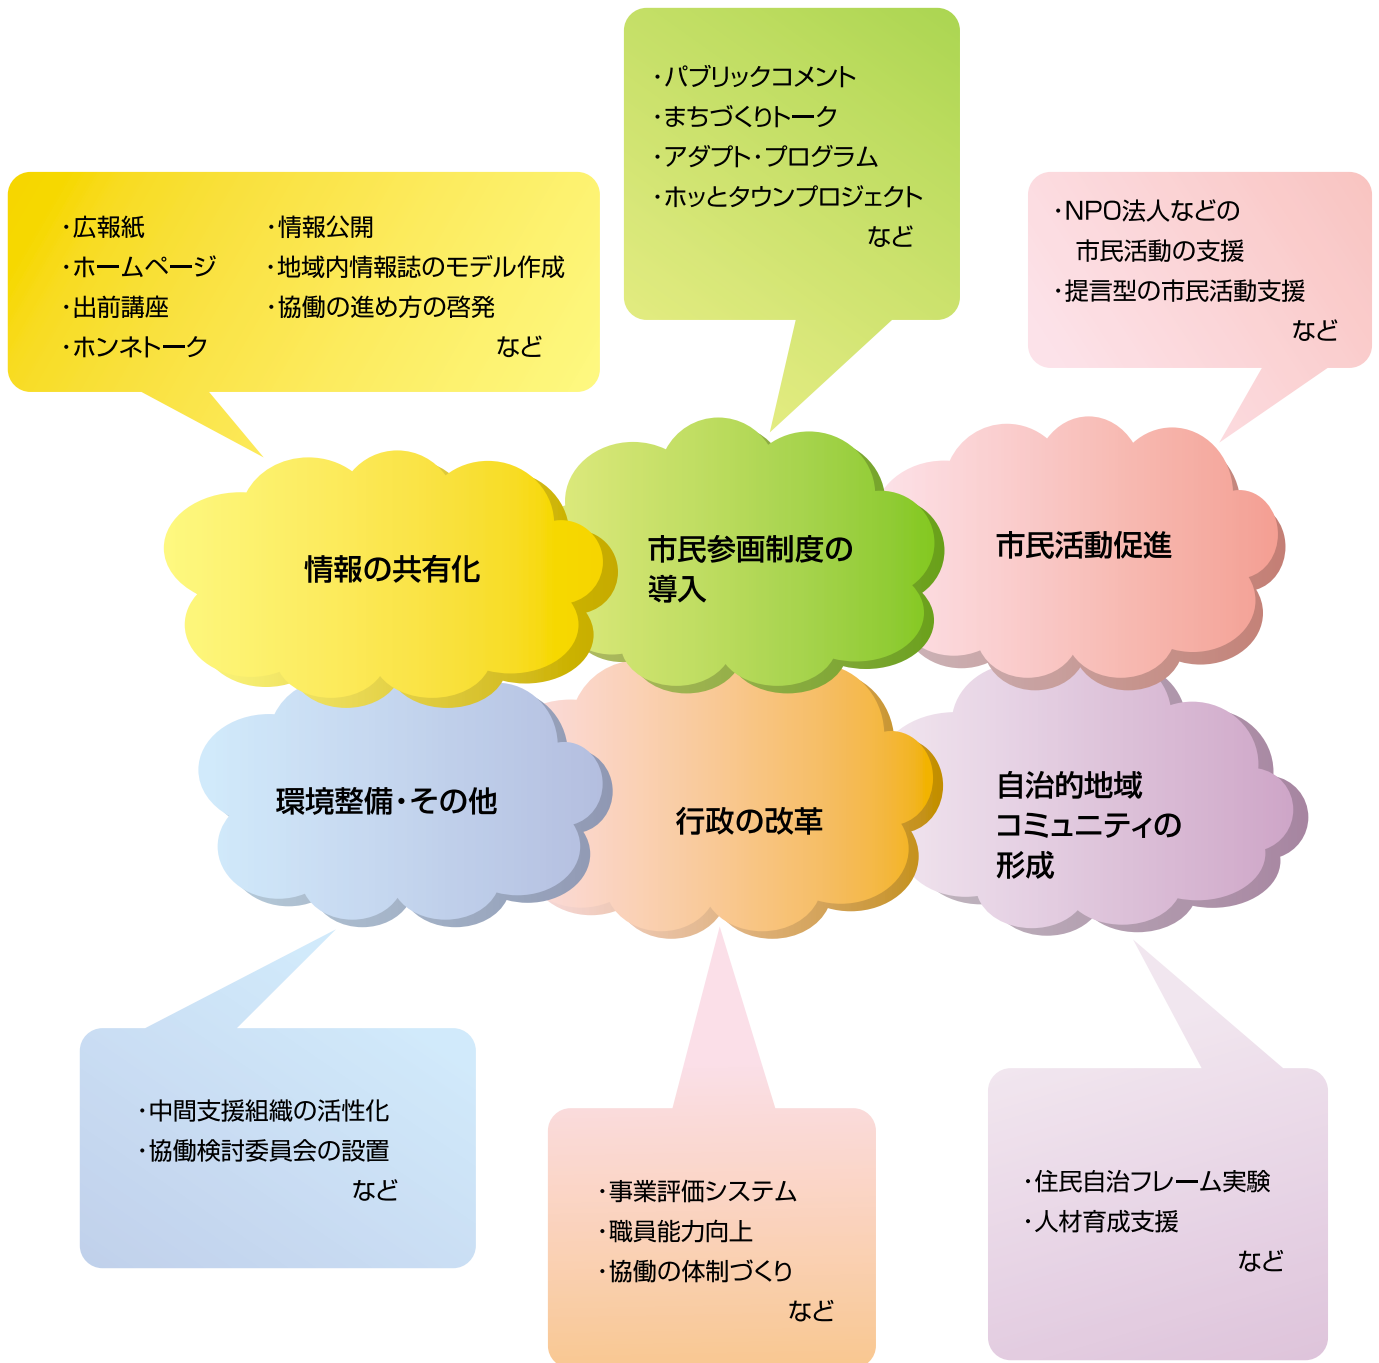 ・パブリックコメント
・まちづくりトーク
・アダプト・プログラム
・ホッとタウンプロジェクト
など
・広報紙
・ホームページ
・出前講座
・ホンネトーク
・情報公開
・地域内情報誌のモデル作成
・協働の進め方の啓発
など
・NPO法人などの
市民活動の支援
・提言型の市民活動支援
など
情報の共有化
市民参画制度の
導入
市民活動促進
環境整備・その他
行政の改革
自治的地域
コミュニティの
形成
・中間支援組織の活性化
・協働検討委員会の設置
など
・事業評価システム
・職員能力向上
・協働の体制づくり
など
・住民自治フレーム実験
・人材育成支援
など